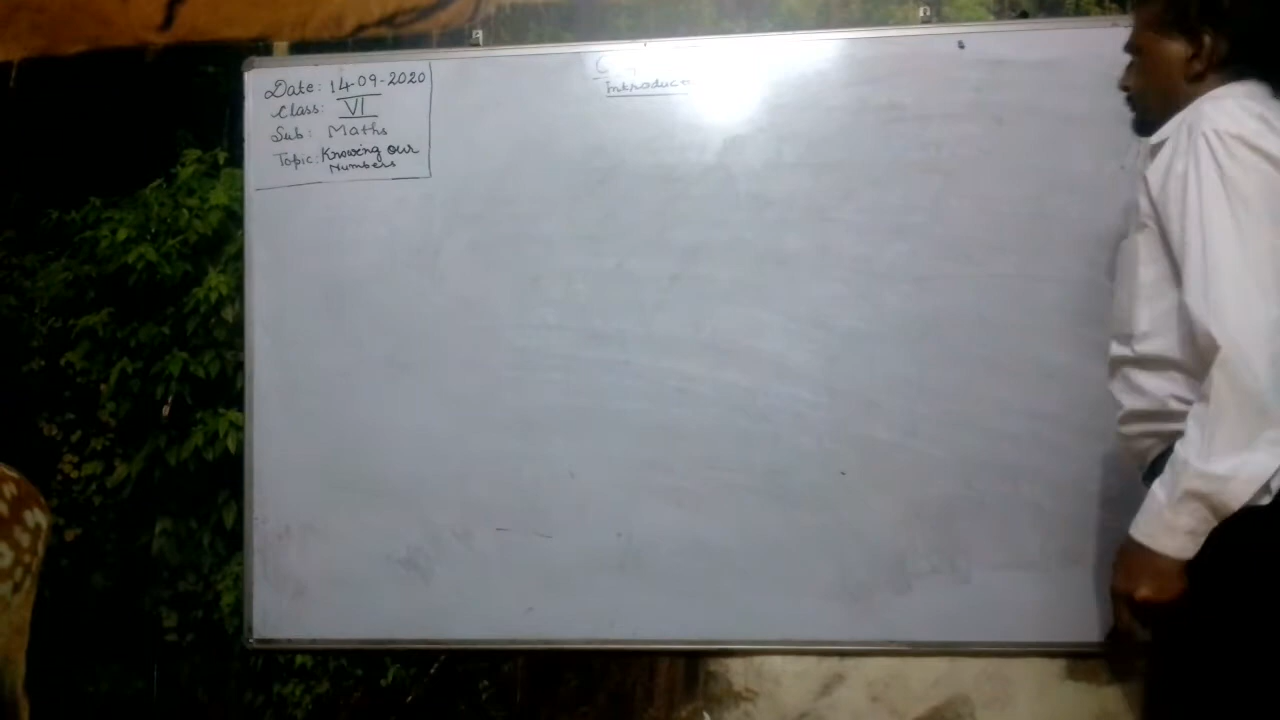 Date: 14-09-2020
Class: VI
Sub: Maths
Topic: Knowing our
Numbers
Introduc